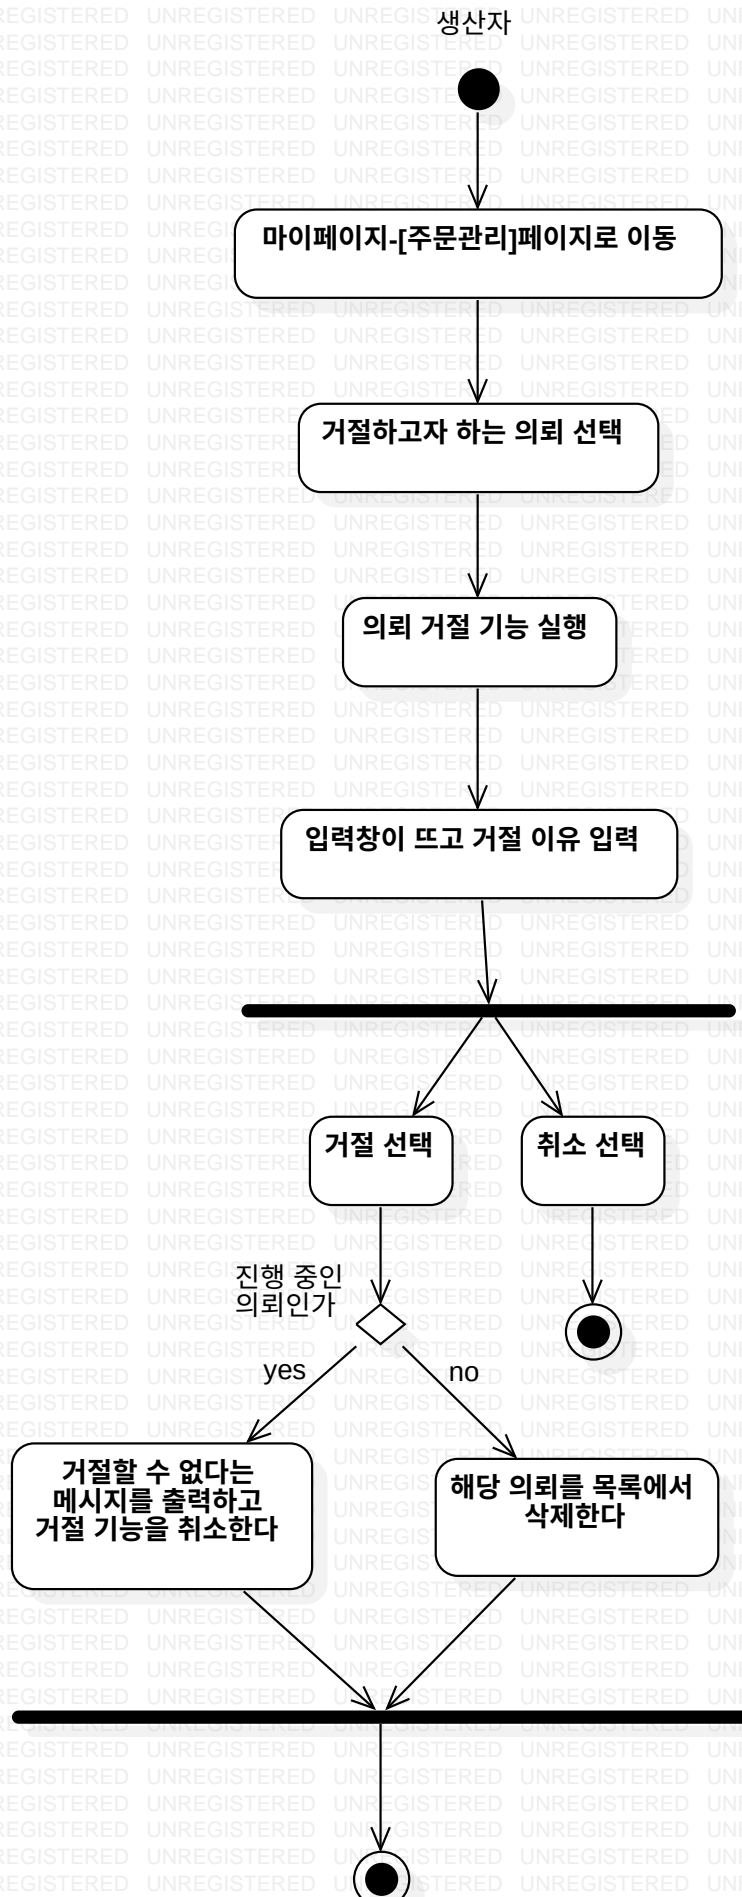 생산자
마이페이지-[주문관리]페이지로 이동
거절하고자 하는 의뢰 선택
의뢰 거절 기능 실행
입력창이 뜨고 거절 이유 입력
거절 선택
취소 선택
진행 중인
의뢰인가
yes
no
거절할 수 없다는
메시지를 출력하고
거절 기능을 취소한다
해당 의뢰를 목록에서
삭제한다
UNREGISTERED